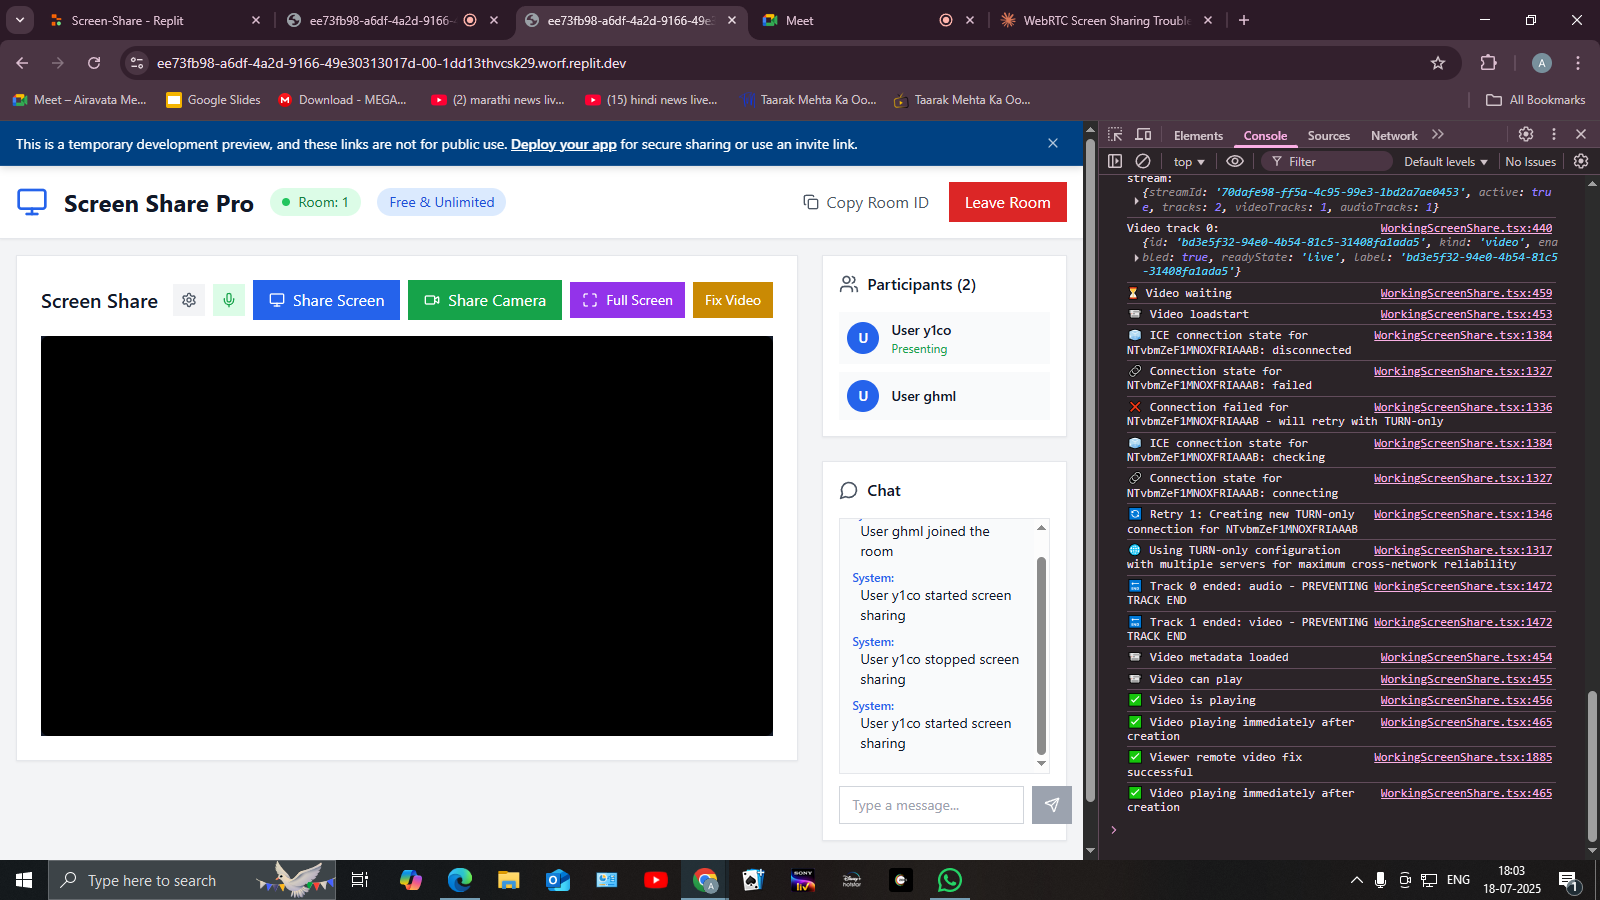 Screen-Share - Replit
ee73fb98-a6df-4a2d-9166-
ee73fb98-a6df-4a2d-9166-49e3
Meet
WebRTC Screen Sharing Trouble
ee73fb98-a6df-4a2d-9166-49e30313017d-00-1dd13thvcsk29.worf.replit.dev
A
Meet – Airavata Me...
Google Slides
Download - MEGA...
(2) marathi news liv...
(15) hindi news live...
Taarak Mehta Ka Oo...
Taarak Mehta Ka Oo...
All Bookmarks
This is a temporary development preview, and these links are not for public use. Deploy your app for secure sharing or use an invite link.
Screen Share Pro
Room: 1
Free & Unlimited
Copy Room ID
Leave Room
Screen Share
Share Screen
Share Camera
Full Screen
Fix Video
Participants (2)
U
User y1co
Presenting
U
User ghml
Chat
User ghml joined the
room
System:
User y1co started screen
sharing
System:
User y1co stopped screen
sharing
System:
User y1co started screen
sharing
Type a message...
Elements
Console
Sources
Network
top
Filter
Default levels
No Issues
stream:
{streamId: '70dafe98-ff5a-4c95-99e3-1bd2a7ae0453', active: tru
e, tracks: 2, videoTracks: 1, audioTracks: 1}
Video track 0: WorkingScreenShare.tsx:440
{id: 'bd3e5f32-94e0-4b54-81c5-31408fa1ada5', kind: 'video', ena
bled: true, readyState: 'live', label: 'bd3e5f32-94e0-4b54-81c5
-31408fa1ada5'}
Video waiting WorkingScreenShare.tsx:459
Video loadstart WorkingScreenShare.tsx:453
ICE connection state for WorkingScreenShare.tsx:1384
NTvbmZeF1MNOXFRIAAAB: disconnected
Connection state for WorkingScreenShare.tsx:1327
NTvbmZeF1MNOXFRIAAAB: failed
Connection failed for WorkingScreenShare.tsx:1336
NTvbmZeF1MNOXFRIAAAB - will retry with TURN-only
ICE connection state for WorkingScreenShare.tsx:1384
NTvbmZeF1MNOXFRIAAAB: checking
Connection state for WorkingScreenShare.tsx:1327
NTvbmZeF1MNOXFRIAAAB: connecting
Retry 1: Creating new TURN-only WorkingScreenShare.tsx:1346
connection for NTvbmZeF1MNOXFRIAAAB
Using TURN-only configuration WorkingScreenShare.tsx:1317
with multiple servers for maximum cross-network reliability
Track 0 ended: audio - PREVENTING WorkingScreenShare.tsx:1472
TRACK END
Track 1 ended: video - PREVENTING WorkingScreenShare.tsx:1472
TRACK END
Video metadata loaded WorkingScreenShare.tsx:454
Video can play WorkingScreenShare.tsx:455
Video is playing WorkingScreenShare.tsx:456
Video playing immediately after WorkingScreenShare.tsx:465
creation
Viewer remote video fix WorkingScreenShare.tsx:1885
successful
Video playing immediately after WorkingScreenShare.tsx:465
creation
Type here to search
ENG
18:03
18-07-2025
1